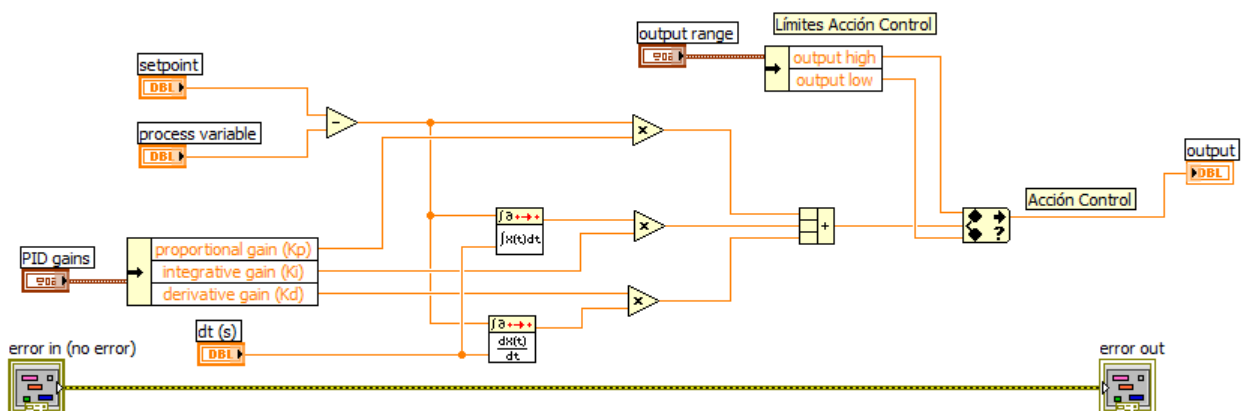 Límites Acción Control
output range
output high
output low
setpoint
DBL
process variable
DBL
output
DBL
Acción Control
∫x(t)dt
PID gains
proportional gain (Kp)
integrative gain (Ki)
derivative gain (Kd)
dt (s)
DBL
dx(t)
dt
error in (no error)
error out